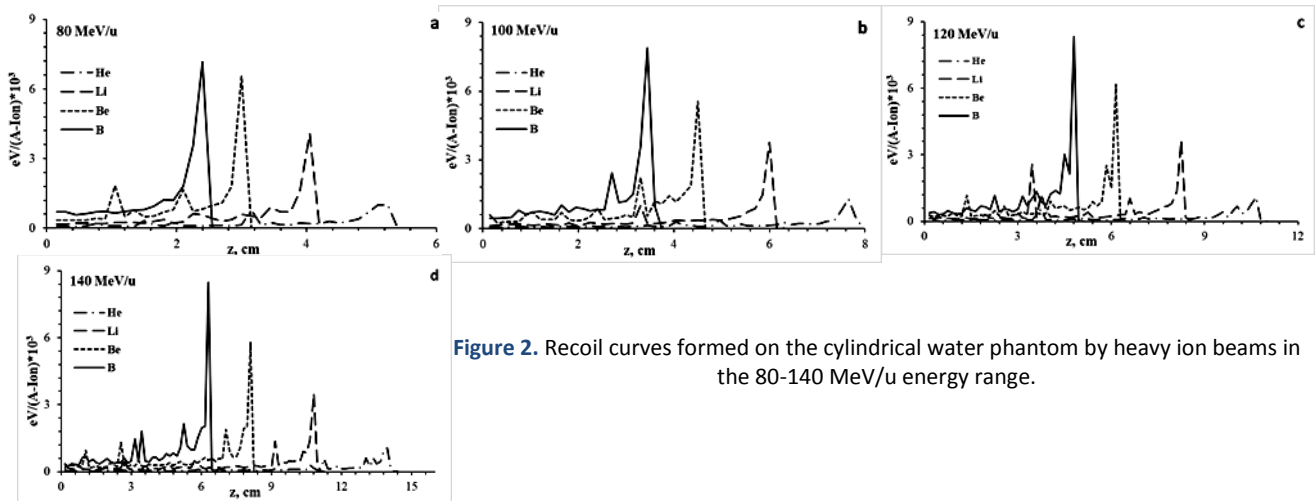 9
6
3
0
eV/(A-Ion)*10³
80 MeV/u
a
He
Li
Be
B
0
2
4
6
z, cm
9
6
3
0
eV/(A-Ion)*10³
100 MeV/u
b
He
Li
Be
B
0
2
4
6
8
z, cm
9
6
3
0
eV/(A-Ion)*10³
120 MeV/u
c
He
Li
Be
B
0
3
6
9
12
z, cm
9
6
3
0
eV/(A-Ion)*10³
140 MeV/u
d
He
Li
Be
B
0
3
6
9
12
15
z, cm
Figure 2. Recoil curves formed on the cylindrical water phantom by heavy ion beams in
the 80-140 MeV/u energy range.